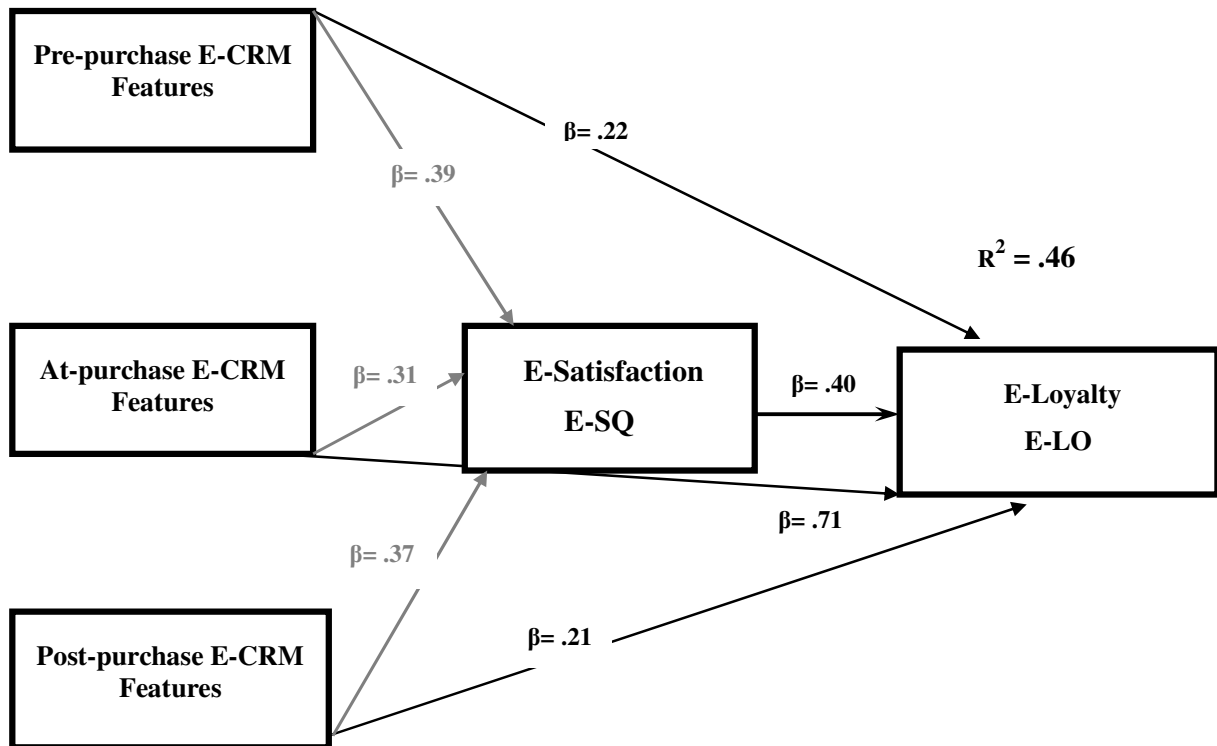 Pre-purchase E-CRM
Features
β= .22
β= .39
R² = .46
At-purchase E-CRM
Features
β= .31
E-Satisfaction
E-SQ
β= .40
E-Loyalty
E-LO
β= .71
β= .37
Post-purchase E-CRM
Features
β= .21